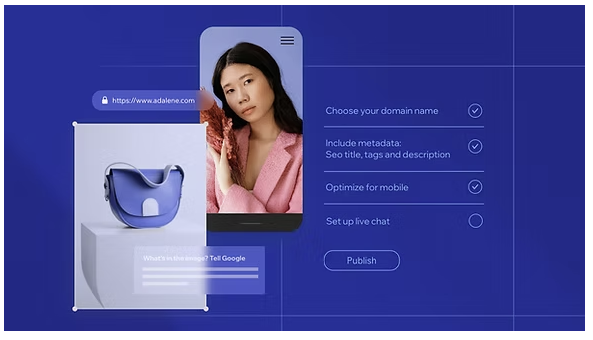 https://www.adalene.com
What's in the image? Tell Google
Choose your domain name
Include metadata:
Seo title, tags and description
Optimize for mobile
Set up live chat
Publish